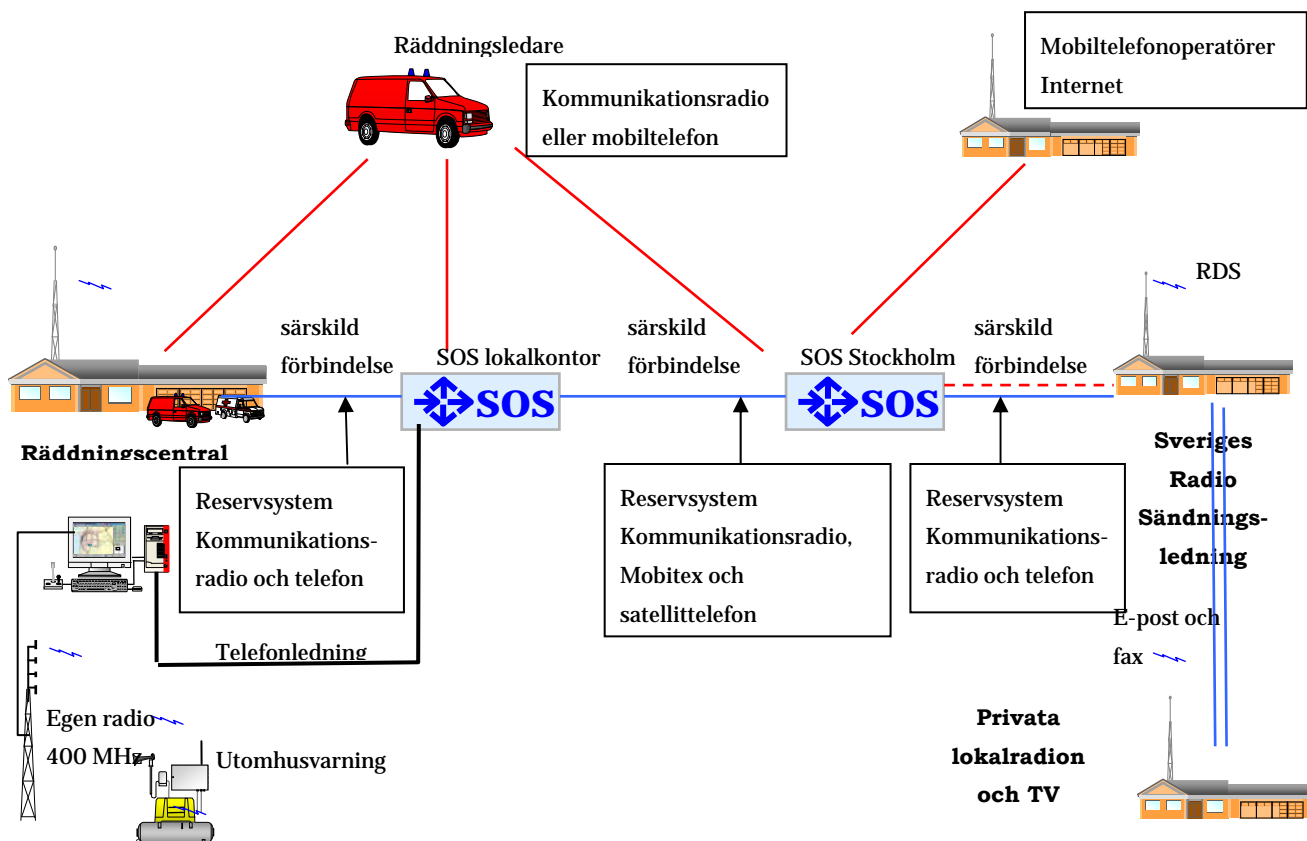 Räddningsledare
Kommunikationsradio
eller mobiltelefon
Mobiltelefonoperatörer
Internet
RDS
särskild
förbindelse
SOS lokalkontor
särskild
förbindelse
SOS Stockholm
särskild
förbindelse
SOS
SOS
Räddningscentral
Reservsystem
Kommunikations-
radio och telefon
Reservsystem
Kommunikationsradio,
Mobitex och
satellittelefon
Reservsystem
Kommunikations-
radio och telefon
Sveriges
Radio
Sändnings-
ledning
E-post och
fax
Telefonledning
Egen radio
400 MHz
Utomhusvarning
Privata
lokalradion
och TV